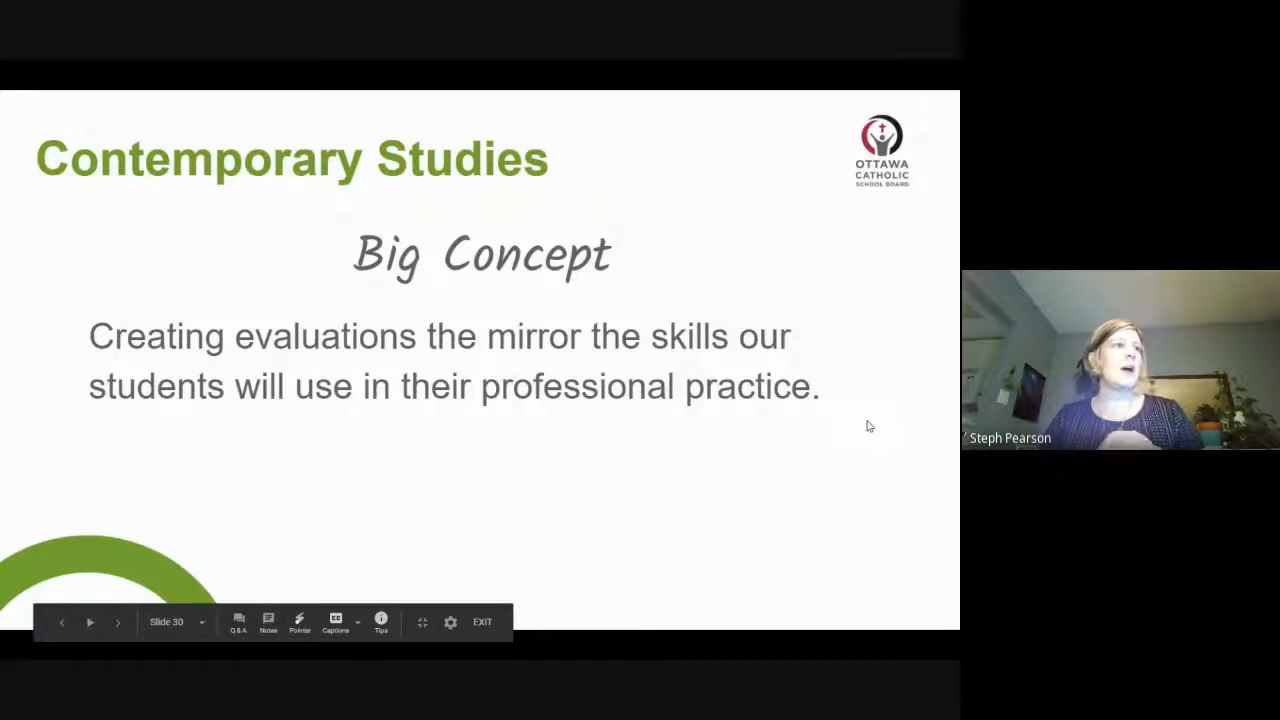 Contemporary Studies
OTTAWA
CATHOLIC
SCHOOL BOARD
Big Concept
Creating evaluations the mirror the skills our
students will use in their professional practice.
Steph Pearson
Slide 30
Q & A
Notes
Pointer
Captions
Tips
EXIT